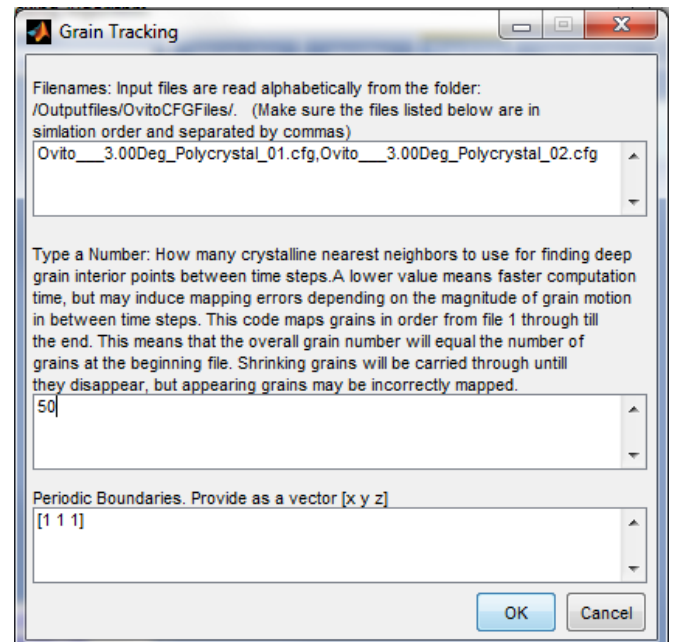 Grain Tracking
Filenames: Input files are read alphabetically from the folder:
/Outputfiles/OvitoCFGFiles/.   (Make sure the files listed below are in
simlation order and separated by commas)
Ovito___3.00Deg_Polycrystal_01.cfg,Ovito___3.00Deg_Polycrystal_02.cfg
Type a Number: How many crystalline nearest neighbors to use for finding deep
grain interior points between time steps.A lower value means faster computation
time, but may induce mapping errors depending on the magnitude of grain motion
in between time steps. This code maps grains in order from file 1 through till
the end. This means that the overall grain number will equal the number of
grains at the beginning file. Shrinking grains will be carried through untill
they disappear, but appearing grains may be incorrectly mapped.
50
Periodic Boundaries. Provide as a vector [x y z]
[1 1 1]
OK Cancel